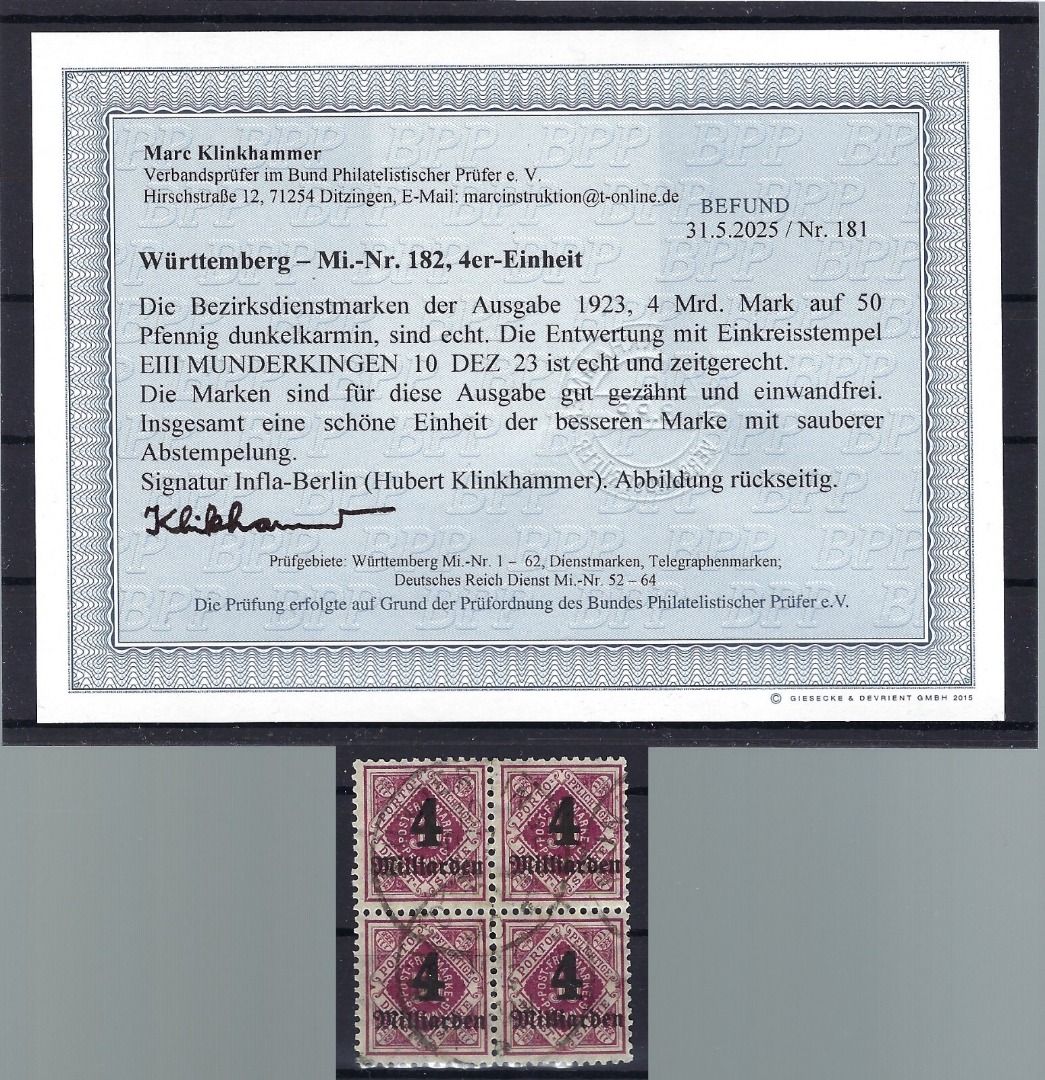 Marc Klinkhammer
Verbandsprüfer im Bund Philatelistischer Prüfer e. V.
Hirschstraße 12, 71254 Ditzingen, E-Mail: marcinstruktion@t-online.de
BEFUND
31.5.2025 / Nr. 181
Württemberg – Mi.-Nr. 182, 4er-Einheit
Die Bezirksdienstmarken der Ausgabe 1923, 4 Mrd. Mark auf 50
Pfennig dunkelkarmin, sind echt. Die Entwertung mit Einkreisstempel
EIII MUNDERKINGEN 10 DEZ 23 ist echt und zeitgerecht.
Die Marken sind für diese Ausgabe gut gezähnt und einwandfrei.
Insgesamt eine schöne Einheit der besseren Marke mit sauberer
Abstempelung.
Signatur Infla-Berlin (Hubert Klinkhammer). Abbildung rückseitig.
Klinkhammer
Prüfgebiete: Württemberg Mi.-Nr. 1 – 62, Dienstmarken, Telegraphenmarken;
Deutsches Reich Dienst Mi.-Nr. 52 – 64
Die Prüfung erfolgte auf Grund der Prüfordnung des Bundes Philatelistischer Prüfer e.V.
© GIESECKE & DEVRIENT GMBH 2015
4
Milliarden
4
Milliarden
4
Milliarden
4
Milliarden